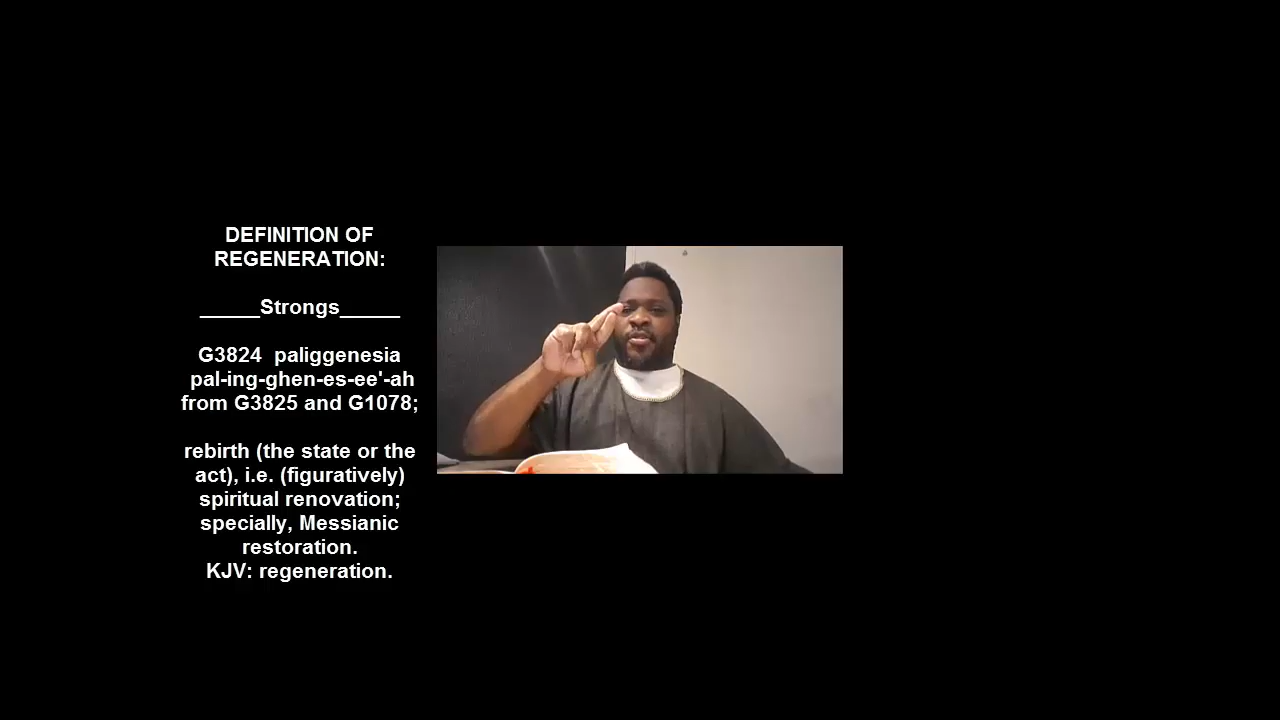 DEFINITION OF
REGENERATION:
_____Strongs_____
G3824  paliggenesia
pal-ing-ghen-es-ee'-ah
from G3825 and G1078;
rebirth (the state or the
act), i.e. (figuratively)
spiritual renovation;
specially, Messianic
restoration.
KJV: regeneration.